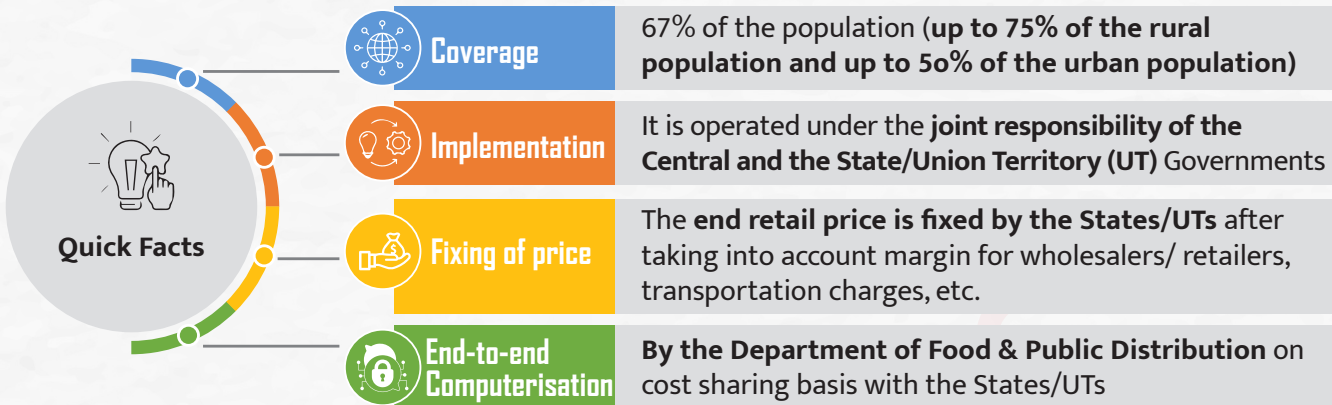 Quick Facts
Coverage
67% of the population (up to 75% of the rural
population and up to 5o% of the urban population)
Implementation
It is operated under the joint responsibility of the
Central and the State/Union Territory (UT) Governments
Fixing of price
The end retail price is fixed by the States/UTs after
taking into account margin for wholesalers/ retailers,
transportation charges, etc.
End-to-end
Computerisation
By the Department of Food & Public Distribution on
cost sharing basis with the States/UTs